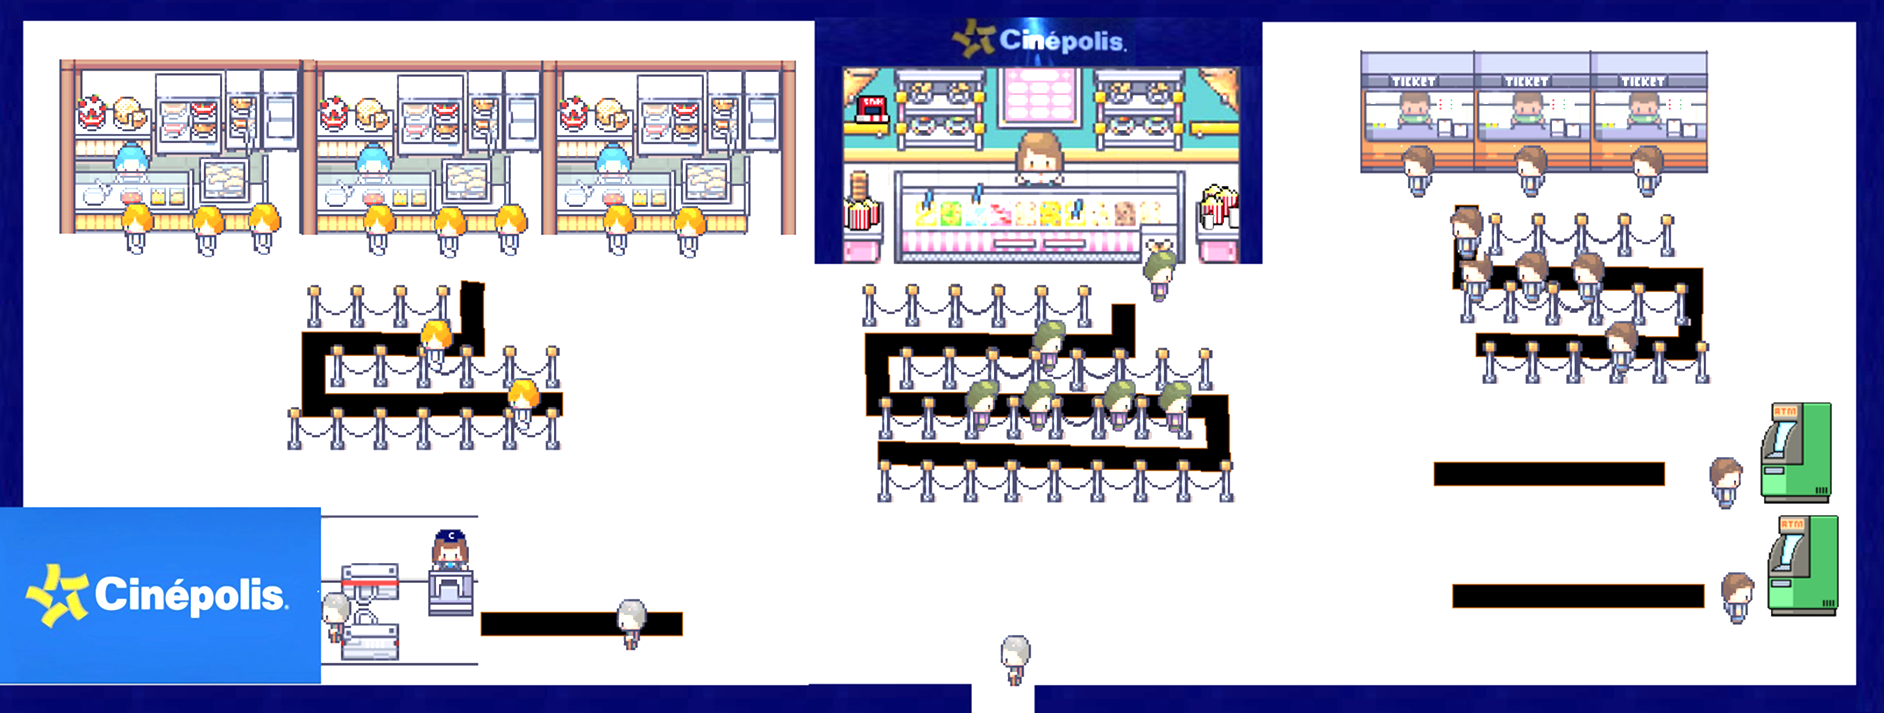 Cinépolis.
TICKET
TICKET
TICKET
ATM
ATM
C
Cinépolis.